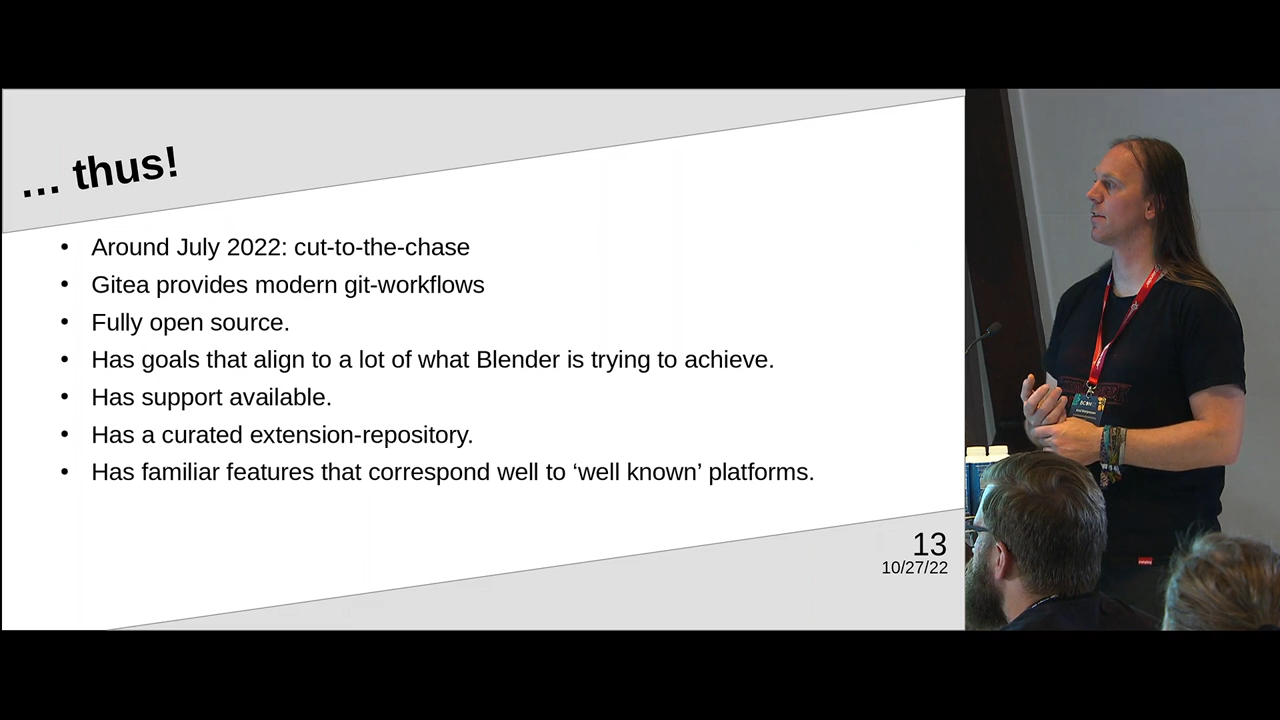 ... thus!
• Around July 2022: cut-to-the-chase
• Gitea provides modern git-workflows
• Fully open source.
• Has goals that align to a lot of what Blender is trying to achieve.
• Has support available.
• Has a curated extension-repository.
• Has familiar features that correspond well to ‘well known’ platforms.
13
10/27/22
BCON